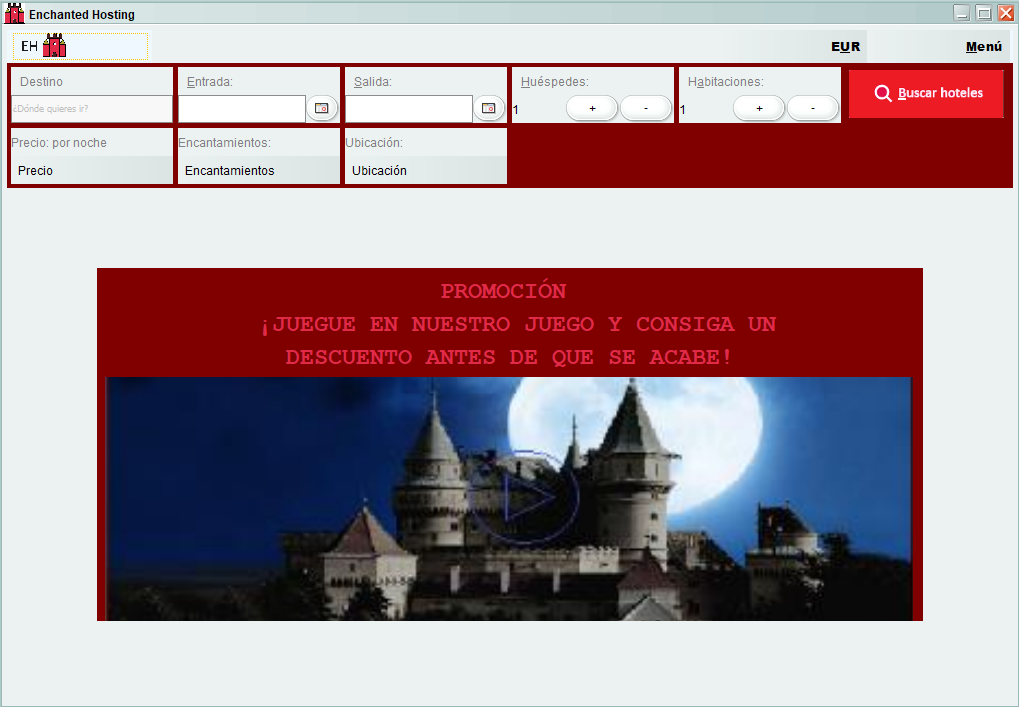 Enchanted Hosting
EH
EUR
Menú
Destino
Entrada:
Salida:
Huéspedes:
Habitaciones:
Buscar hoteles
¿Dónde quieres ir?
1
+
-
1
+
-
Precio: por noche
Encantamientos:
Ubicación:
Precio
Encantamientos
Ubicación
PROMOCIÓN
¡JUEGUE EN NUESTRO JUEGO Y CONSIGA UN
DESCUENTO ANTES DE QUE SE ACABE!